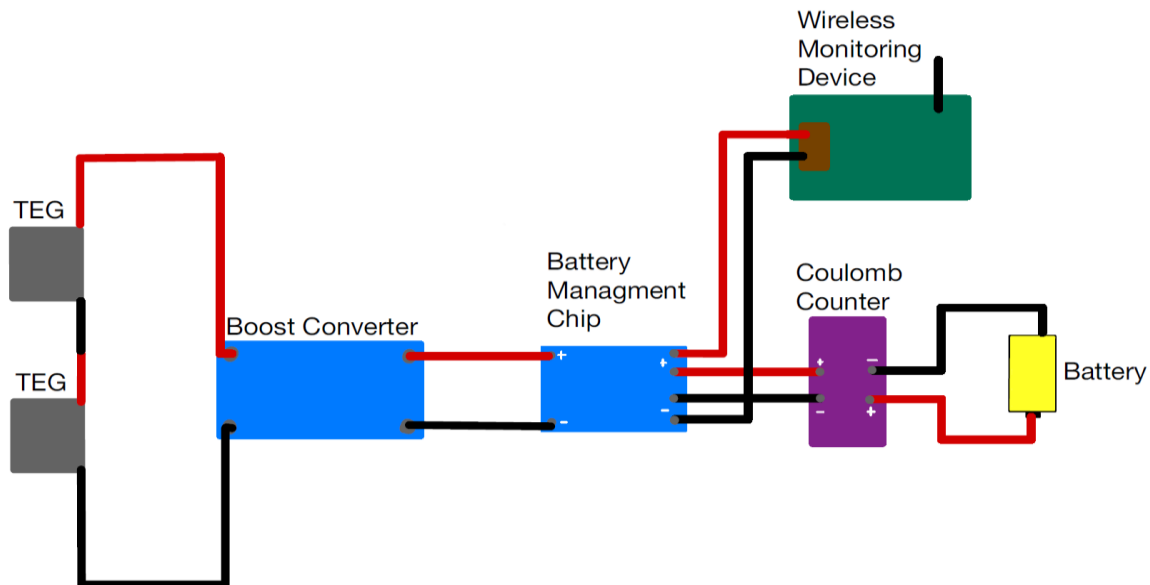 Wireless
Monitoring
Device
TEG
Battery
Managment
Chip
Coulomb
Counter
Boost Converter
+
+
+
–
Battery
TEG
–
–
–
+